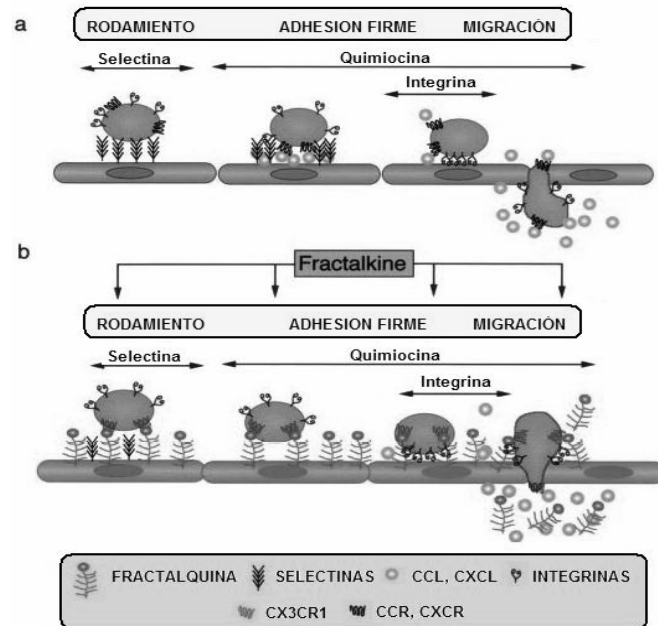 a
RODAMIENTO ADHESION FIRME MIGRACIÓN
Selectina Quimiocina
Integrina
b
Fractalkine
RODAMIENTO ADHESION FIRME MIGRACIÓN
Selectina Quimiocina
Integrina
FRACTALQUINA SELECTINAS CCL, CXCL INTEGRINAS
CX3CR1 CCR, CXCR